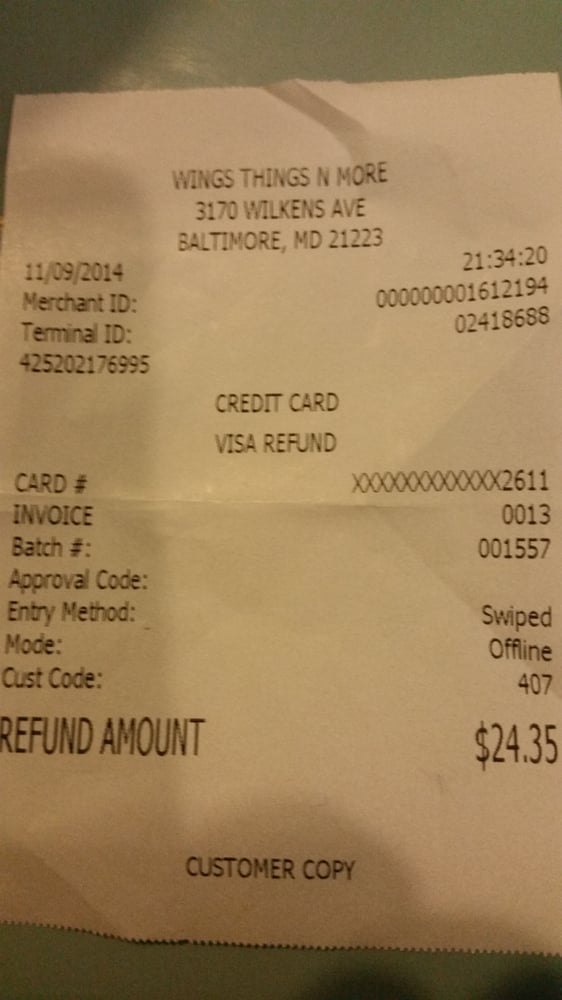 WINGS THINGS N MORE
3170 WILKENS AVE
BALTIMORE, MD 21223
11/09/2014 21:34:20
Merchant ID: 000000001612194
Terminal ID: 02418688
425202176995
CREDIT CARD
VISA REFUND
CARD # XXXXXXXXXXXX2611
INVOICE 0013
Batch #: 001557
Approval Code:
Entry Method: Swiped
Mode: Offline
Cust Code: 407
REFUND AMOUNT $24.35
CUSTOMER COPY